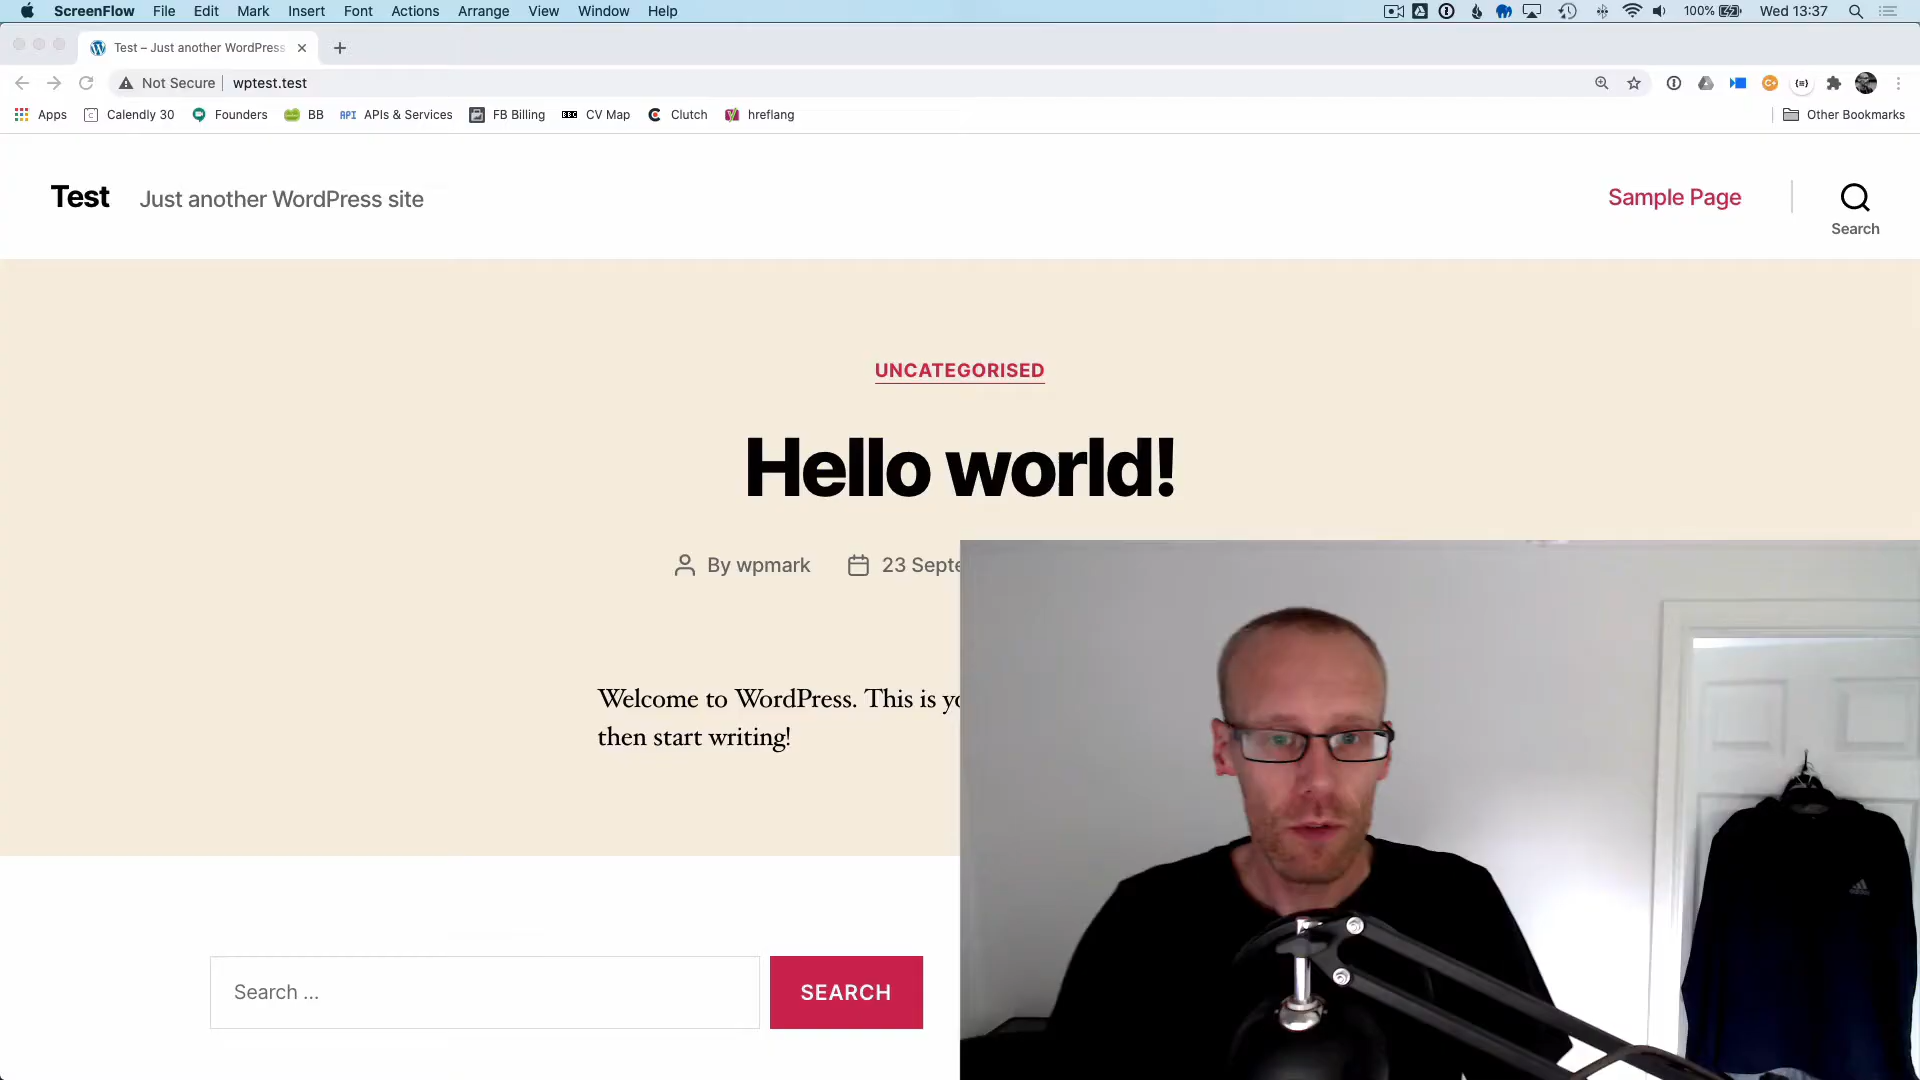 ScreenFlow File Edit Mark Insert Font Actions Arrange View Window Help 100% Wed 13:37
Test – Just another WordPress
Not Secure wptest.test
Apps Calendly 30 Founders BB API APIs & Services FB Billing BBC CV Map Clutch hreflang Other Bookmarks
Test Just another WordPress site Sample Page
Search
UNCATEGORISED
Hello world!
By wpmark 23 Septe
Welcome to WordPress. This is yo
then start writing!
Search ...
SEARCH